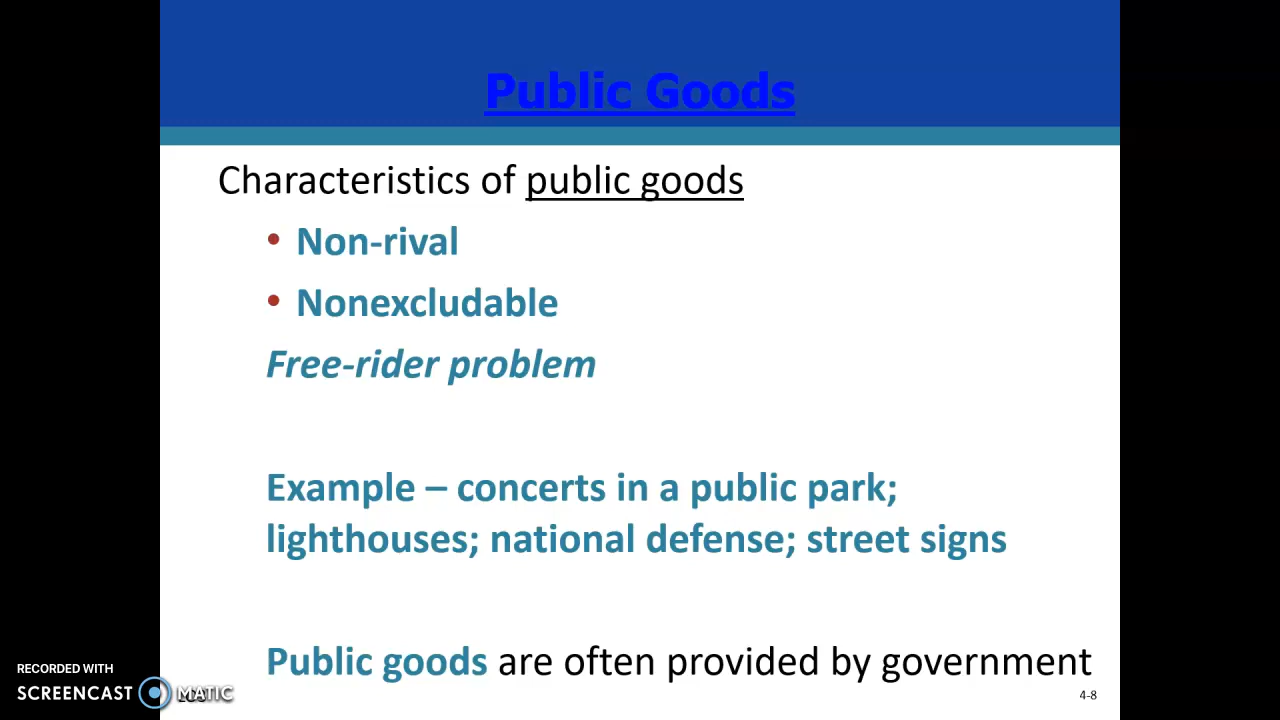 Public Goods
Characteristics of public goods
• Non-rival
• Nonexcludable
Free-rider problem
Example – concerts in a public park;
lighthouses; national defense; street signs
Public goods are often provided by government
RECORDED WITH
SCREENCAST MATIC
4-8